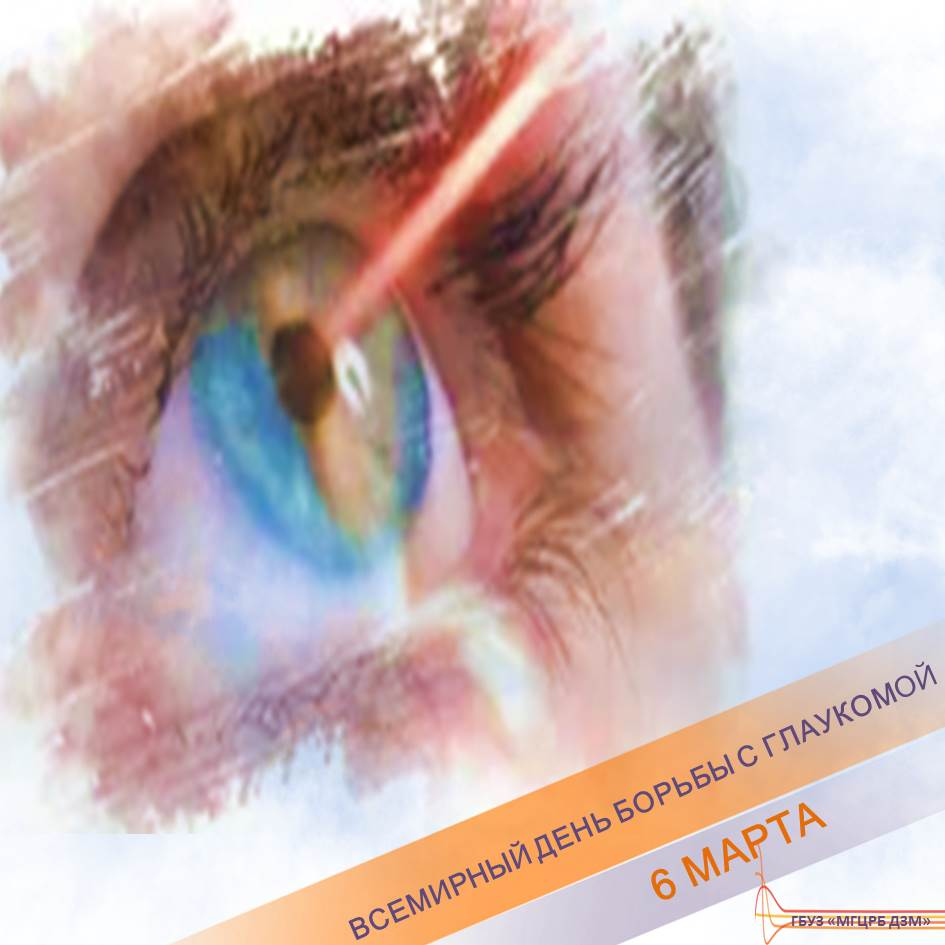 ВСЕМИРНЫЙ ДЕНЬ БОРЬБЫ С ГЛАУКОМОЙ
6 МАРТА
ГБУЗ «МГЦРБ ДЗМ»